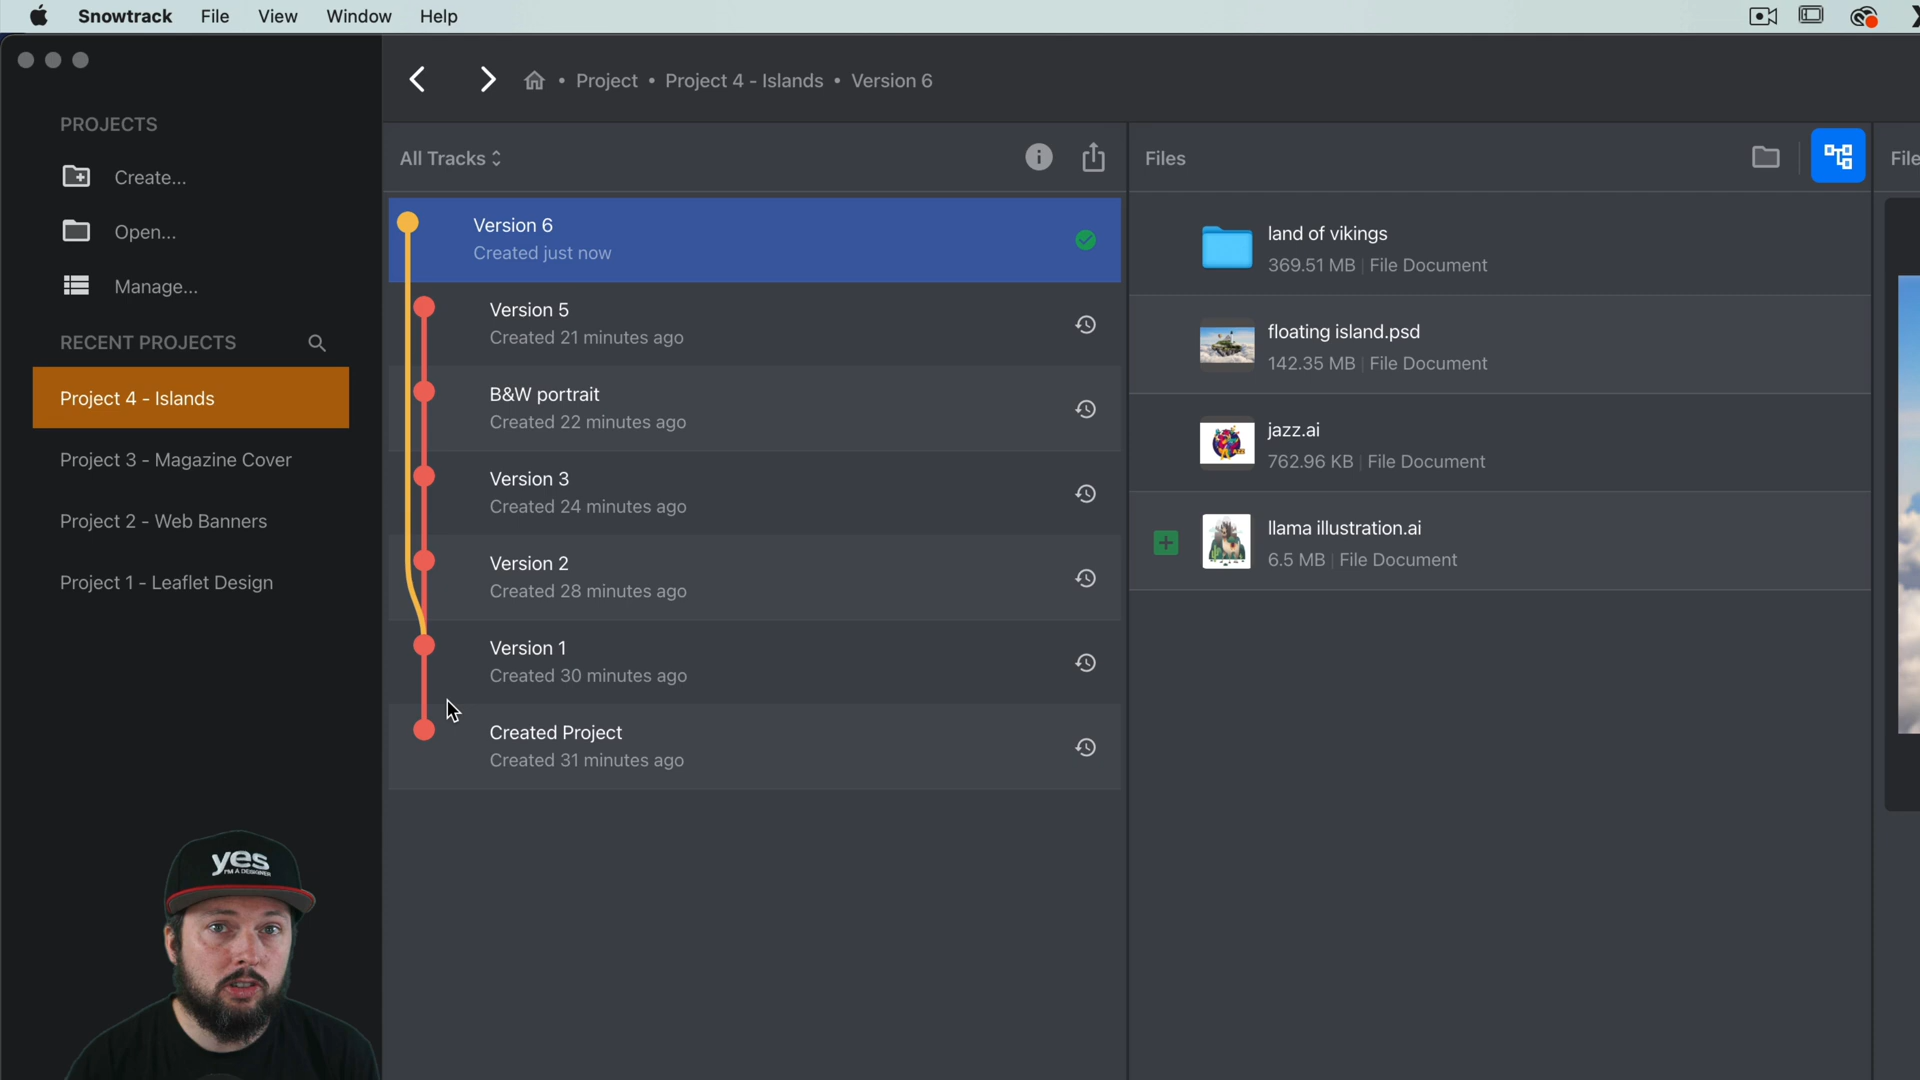 Snowtrack File View Window Help
PROJECTS
Create...
Open...
Manage...
RECENT PROJECTS
Project 4 - Islands
Project 3 - Magazine Cover
Project 2 - Web Banners
Project 1 - Leaflet Design
yes
I'M A DESIGNER
• Project • Project 4 - Islands • Version 6
All Tracks
Version 6
Created just now
Version 5
Created 21 minutes ago
B&W portrait
Created 22 minutes ago
Version 3
Created 24 minutes ago
Version 2
Created 28 minutes ago
Version 1
Created 30 minutes ago
Created Project
Created 31 minutes ago
Files
land of vikings
369.51 MB | File Document
floating island.psd
142.35 MB | File Document
jazz.ai
762.96 KB | File Document
llama illustration.ai
6.5 MB | File Document
File